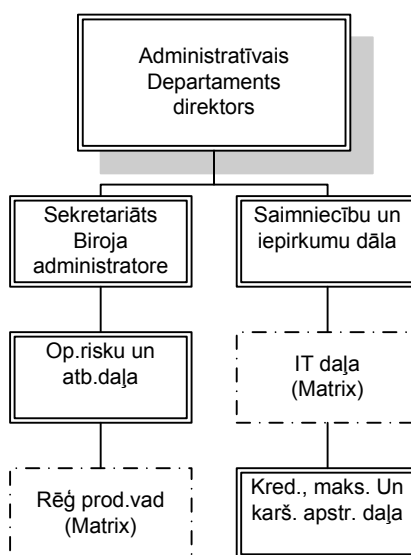 Administratīvais
Departaments
direktors
Sekretariāts
Biroja
administratore
Saimniecību un
iepirkumu dāla
Op.risku un
atb.daļa
IT daļa
(Matrix)
Rēģ prod.vad
(Matrix)
Kred., maks. Un
karš. apstr. daļa